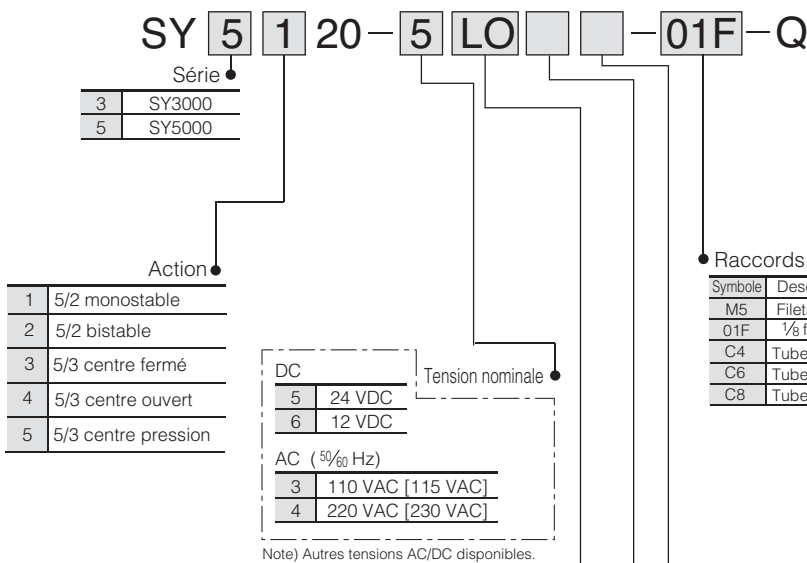 SY 5 1 20 - 5 LO - 01F - Q
Série
3 SY3000
5 SY5000
Action
1 5/2 monostable
2 5/2 bistable
3 5/3 centre fermé
4 5/3 centre ouvert
5 5/3 centre pression
DC
5 24 VDC
6 12 VDC
AC (50/60 Hz)
3 110 VAC [115 VAC]
4 220 VAC [230 VAC]
Note) Autres tensions AC/DC disponibles.
Tension nominale
Raccords
Symbole
M5
01F 1/8
C4 Tube
C6 Tube
C8 Tube